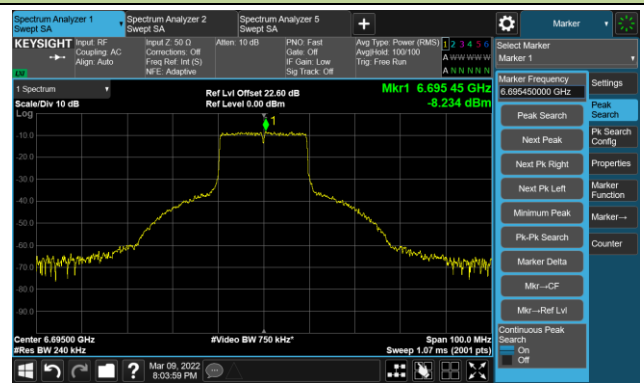 Spectrum Analyzer 1
Swept SA
Spectrum Analyzer 2
Swept SA
Spectrum Analyzer 5
Swept SA
+
Marker
KEYSIGHT
Input: RF
Coupling: AC
Align: Auto
Input Z: 50 Ω
Corrections: Off
Freq Ref: Int (S)
NFE: Adaptive
Atten: 10 dB
PNO: Fast
Gate: Off
IF Gain: Low
Sig Track: Off
Avg Type: Power (RMS)
Avg|Hold: 100/100
Trig: Free Run
1 2 3 4 5 6
A W W W W W
A N N N N N
LU
Select Marker
Marker 1
1 Spectrum
Scale/Div 10 dB
Log
Ref Lvl Offset 22.60 dB
Ref Level 0.00 dBm
Mkr1 6.695 45 GHz
-8.234 dBm
1
-10.0
-20.0
-30.0
-40.0
-50.0
-60.0
-70.0
-80.0
-90.0
Center 6.69500 GHz
#Res BW 240 kHz
#Video BW 750 kHz*
Span 100.0 MHz
Sweep 1.07 ms (2001 pts)
Marker Frequency
6.695450000 GHz
Peak Search
Next Peak
Next Pk Right
Next Pk Left
Minimum Peak
Pk-Pk Search
Marker Delta
Mkr→CF
Mkr→Ref Lvl
Continuous Peak
Search
On
Off
Settings
Peak
Search
Pk Search
Config
Properties
Marker
Function
Marker→
Counter
?
Mar 09, 2022
8:03:59 PM